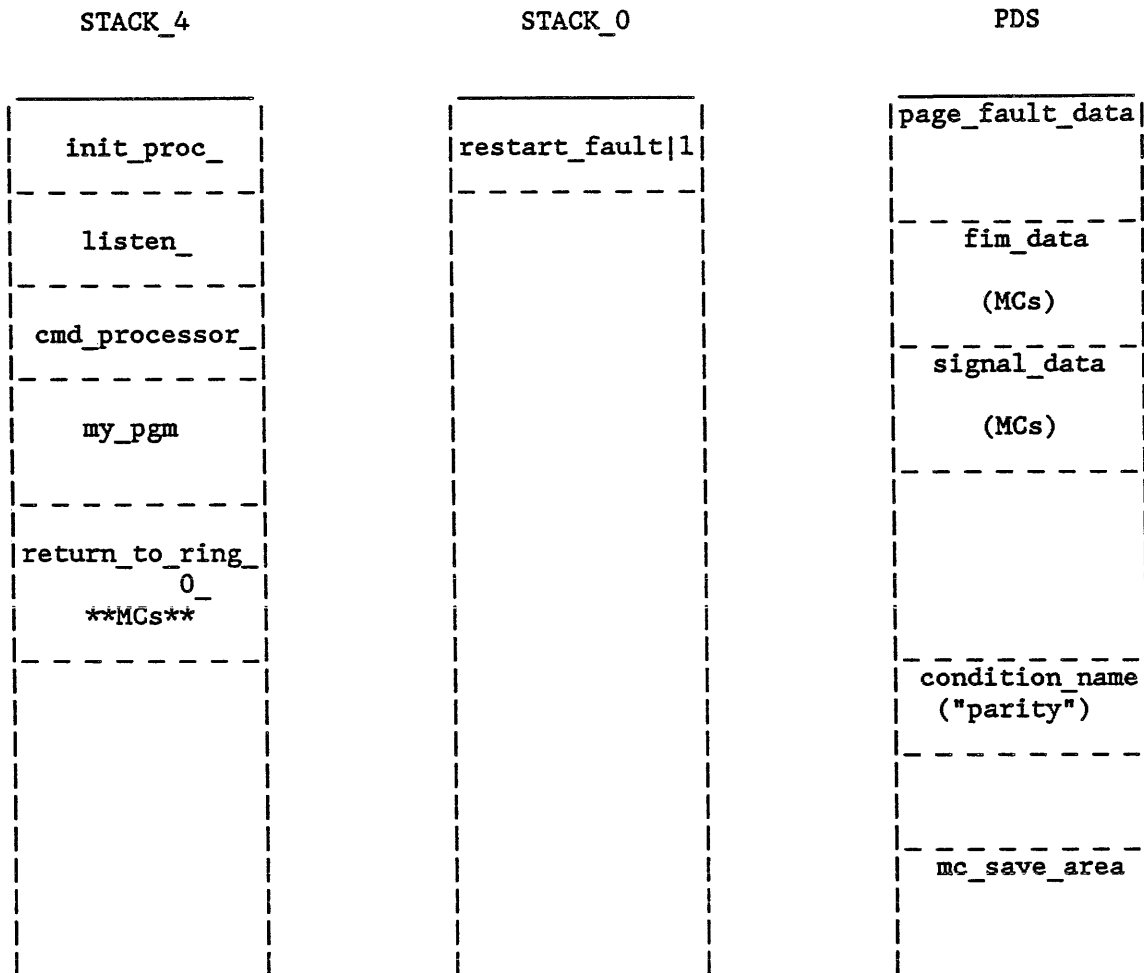 STACK_4 STACK_0 PDS
init_proc_ restart_fault|1 page_fault_data
listen_ fim_data
(MCs)
cmd_processor_ signal_data
my_pgm (MCs)
return_to_ring_
0_
**MCs**
condition_name
("parity")
mc_save_area